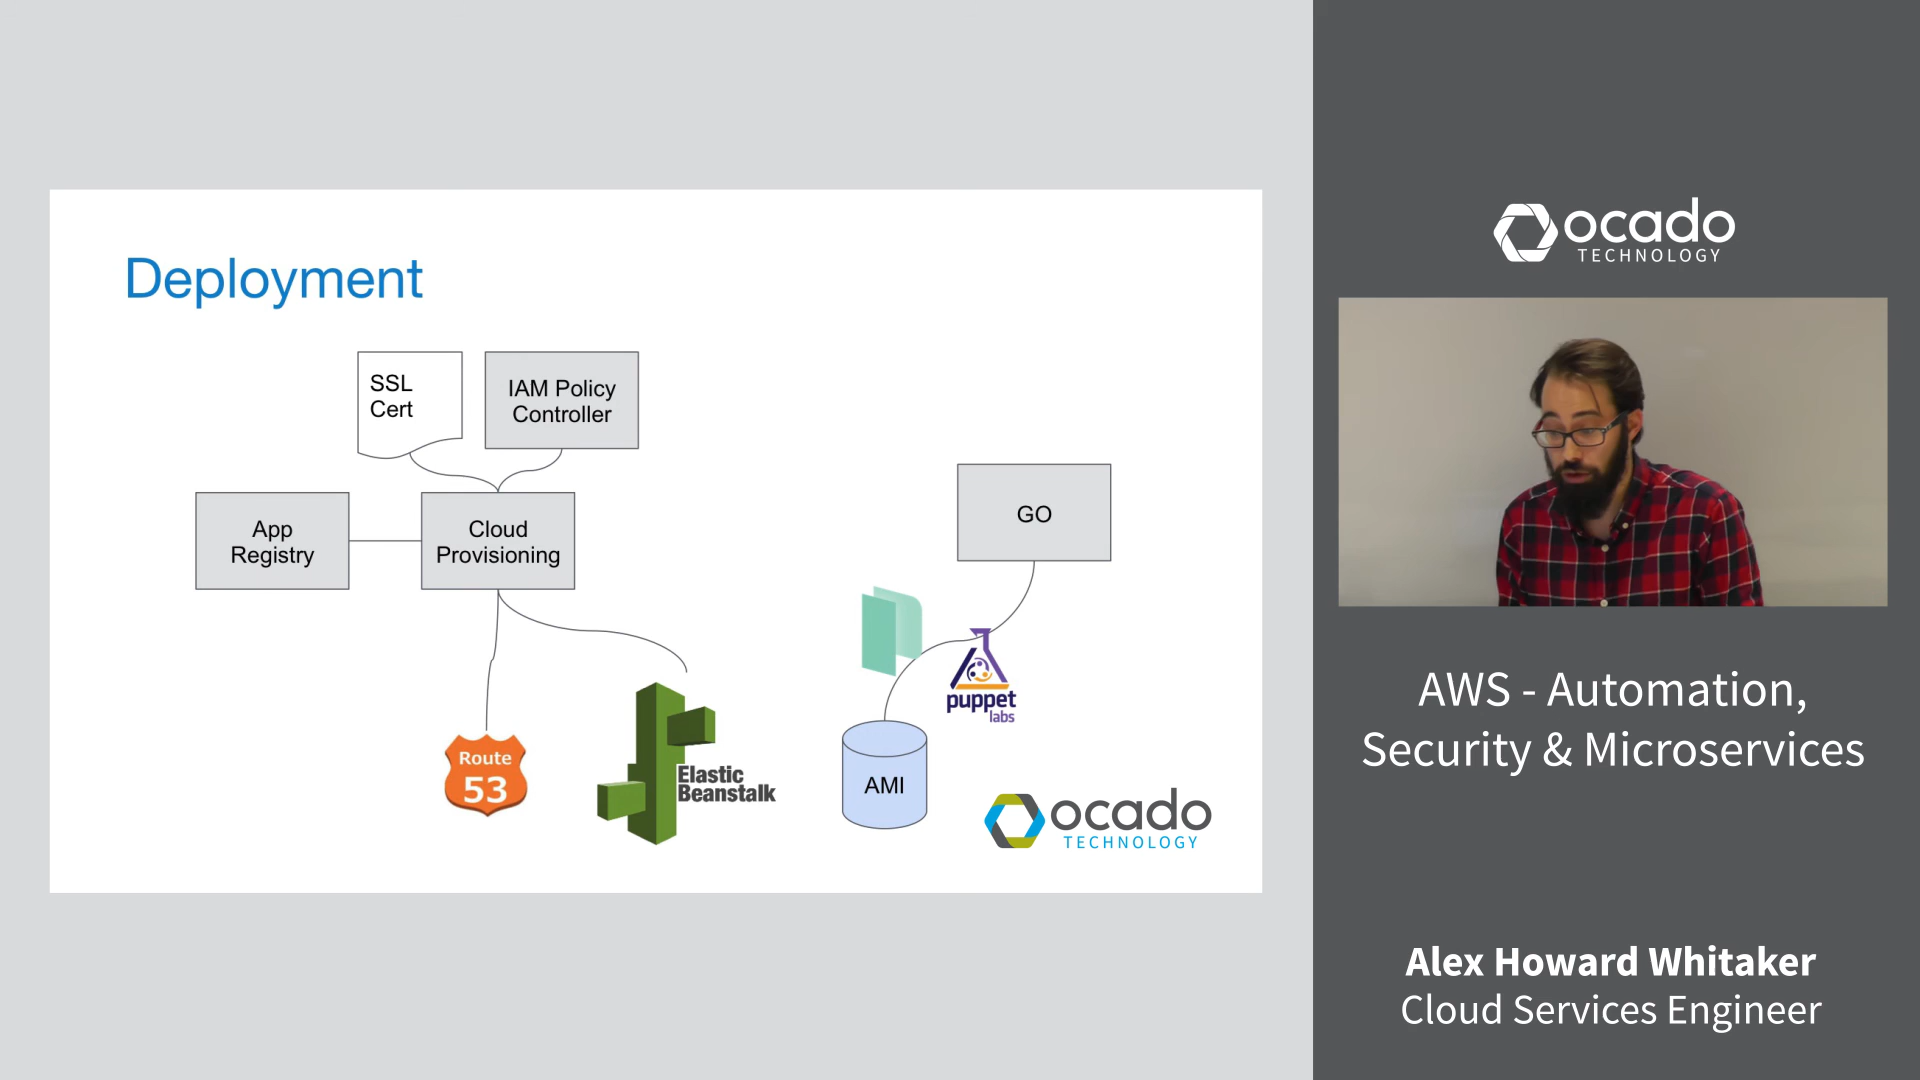 Deployment
SSL
Cert
IAM Policy
Controller
App
Registry
Cloud
Provisioning
GO
puppet
labs
Route
53
Elastic
Beanstalk
AMI
ocado
TECHNOLOGY
ocado
TECHNOLOGY
AWS - Automation,
Security & Microservices
Alex Howard Whitaker
Cloud Services Engineer